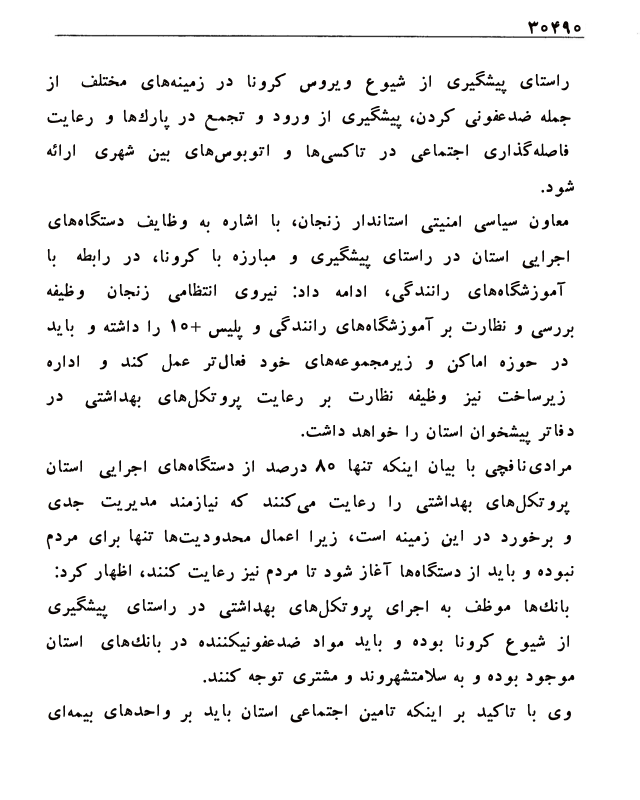 ۳۰۴۹۰
راستای پیشگیری از شیوع ویروس کرونا در زمینه‌های مختلف از
جمله ضدعفونی کردن، پیشگیری از ورود و تجمع در پارک‌ها و رعایت
فاصله‌گذاری اجتماعی در تاکسی‌ها و اتوبوس‌های بین شهری ارائه
شود.
معاون سیاسی امنیتی استاندار زنجان، با اشاره به وظایف دستگاه‌های
اجرایی استان در راستای پیشگیری و مبارزه با کرونا، در رابطه با
آموزشگاه‌های رانندگی، ادامه داد: نیروی انتظامی زنجان وظیفه
بررسی و نظارت بر آموزشگاه‌های رانندگی و پلیس +۱۰ را داشته و باید
در حوزه اماکن و زیرمجموعه‌های خود فعال‌تر عمل کند و اداره
زیرساخت نیز وظیفه نظارت بر رعایت پروتکل‌های بهداشتی در
دفاتر پیشخوان استان را خواهد داشت.
مرادی‌نافچی با بیان اینکه تنها ۸۰ درصد از دستگاه‌های اجرایی استان
پروتکل‌های بهداشتی را رعایت می‌کنند که نیازمند مدیریت جدی
و برخورد در این زمینه است، زیرا اعمال محدودیت‌ها تنها برای مردم
نبوده و باید از دستگاه‌ها آغاز شود تا مردم نیز رعایت کنند، اظهار کرد:
بانک‌ها موظف به اجرای پروتکل‌های بهداشتی در راستای پیشگیری
از شیوع کرونا بوده و باید مواد ضدعفونیکننده در بانک‌های استان
موجود بوده و به سلامتشهروند و مشتری توجه کنند.
وی با تاکید بر اینکه تامین اجتماعی استان باید بر واحدهای بیمه‌ای